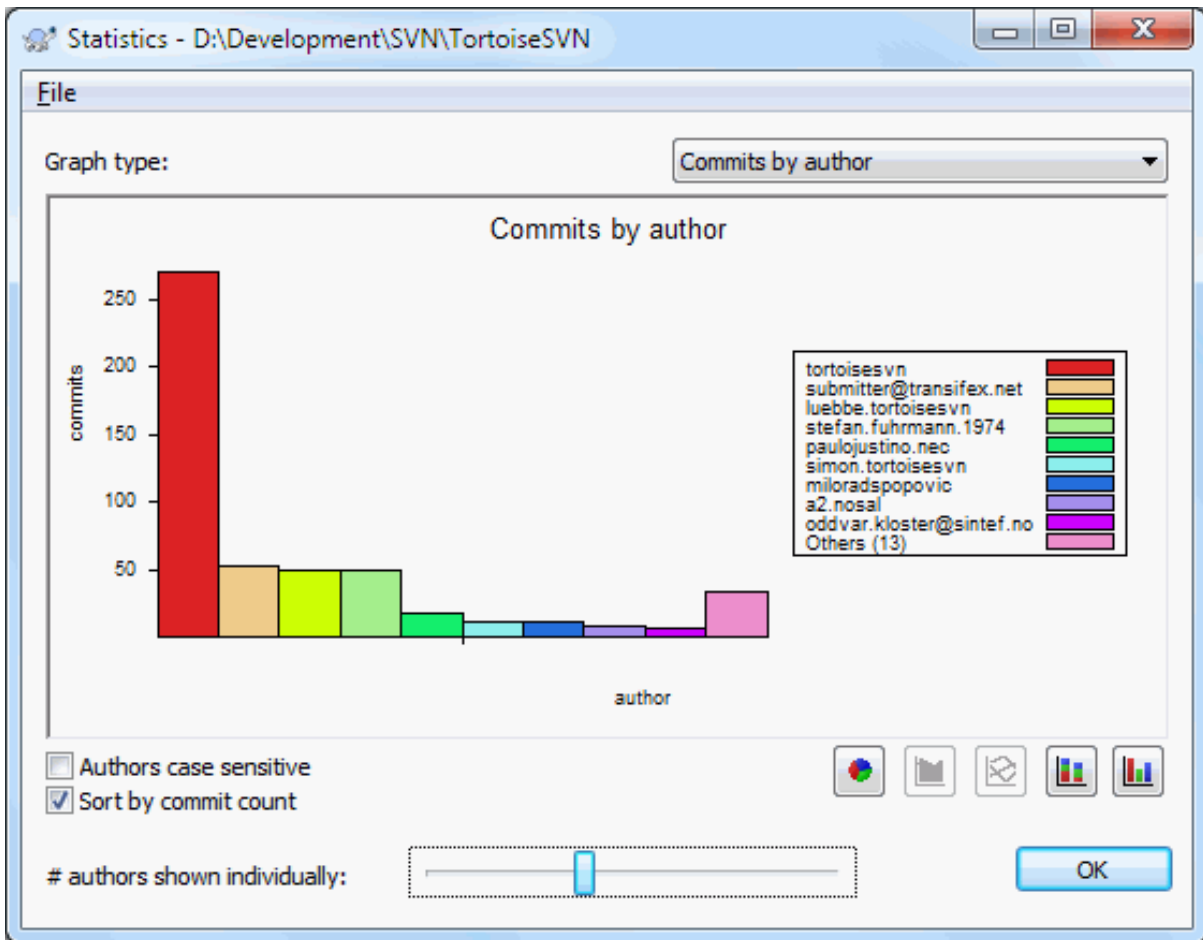 Statistics - D:\Development\SVN\TortoiseSVN
File
Graph type:
Commits by author
Commits by author
250
200
150
100
50
commits
author
tortoisesvn
submitter@transifex.net
luebbe.tortoisesvn
stefan.fuhrmann.1974
paulojustino.nec
simon.tortoisesvn
miloradspopovic
a2.nosal
oddvar.kloster@sintef.no
Others (13)
Authors case sensitive
Sort by commit count
# authors shown individually:
OK